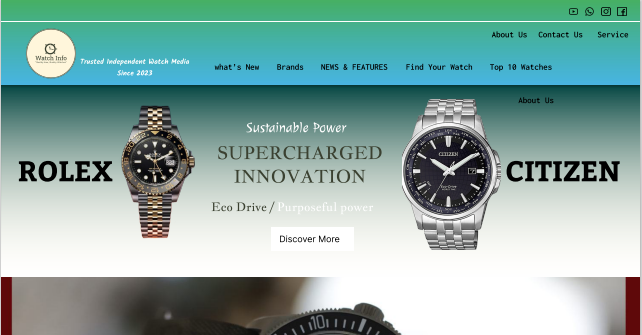 About Us Contact Us Service
Watch Info
Trusted Independent Watch Media
Since 2023
what's New Brands NEWS & FEATURES Find Your Watch Top 10 Watches
About Us
Sustainable Power
SUPERCHARGED
INNOVATION
ROLEX
CITIZEN
CITIZEN
Eco Drive / Purposeful power
Discover More